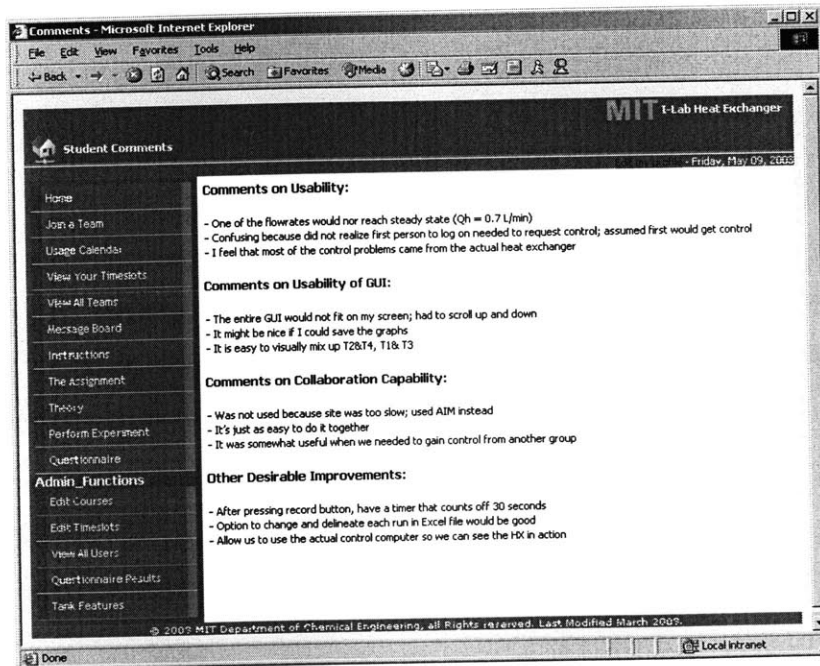 Comments - Microsoft Internet Explorer
File Edit View Favorites Tools Help
Back Search Favorites Media
MIT I-Lab Heat Exchanger
Student Comments
- Friday, May 09, 2003
Home
Join a Team
Usage Calendar
View Your Timeslots
View All Teams
Message Board
Instructions
The Assignment
Theory
Perform Experiment
Questionnaire
Admin_Functions
Edit Courses
Edit Timeslots
View All Users
Questionnaire Results
Tank Features
Comments on Usability:
- One of the flowrates would nor reach steady state (Qh = 0.7 L/min)
- Confusing because did not realize first person to log on needed to request control; assumed first would get control
- I feel that most of the control problems came from the actual heat exchanger
Comments on Usability of GUI:
- The entire GUI would not fit on my screen; had to scroll up and down
- It might be nice if I could save the graphs
- It is easy to visually mix up T2&T4, T1& T3
Comments on Collaboration Capability:
- Was not used because site was too slow; used AIM instead
- It's just as easy to do it together
- It was somewhat useful when we needed to gain control from another group
Other Desirable Improvements:
- After pressing record button, have a timer that counts off 30 seconds
- Option to change and delineate each run in Excel file would be good
- Allow us to use the actual control computer so we can see the HX in action
© 2003 MIT Department of Chemical Engineering, all Rights reserved. Last Modified March 2003.
Done
Local intranet